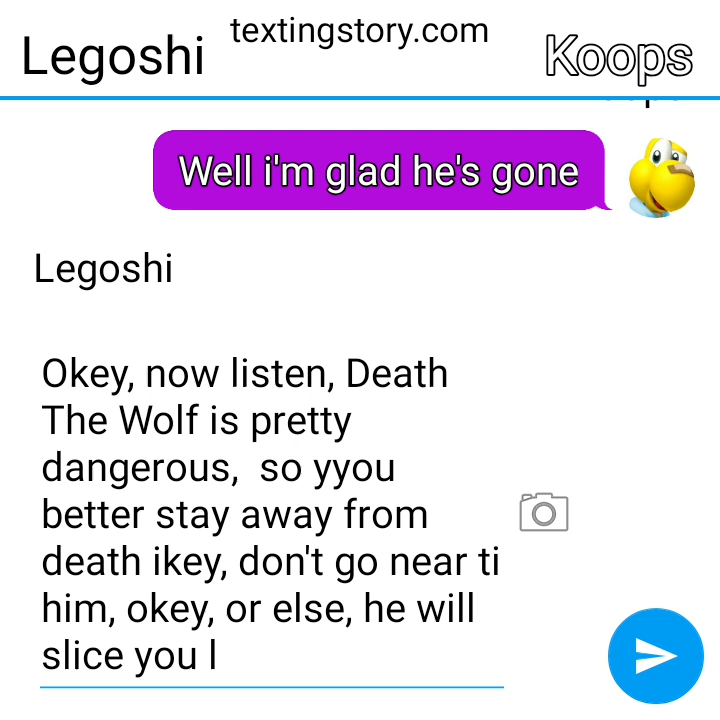 textingstory.com
Legoshi
Koops
Well i'm glad he's gone
Legoshi
Okey, now listen, Death
The Wolf is pretty
dangerous,  so yyou
better stay away from
death ikey, don't go near ti
him, okey, or else, he will
slice you l